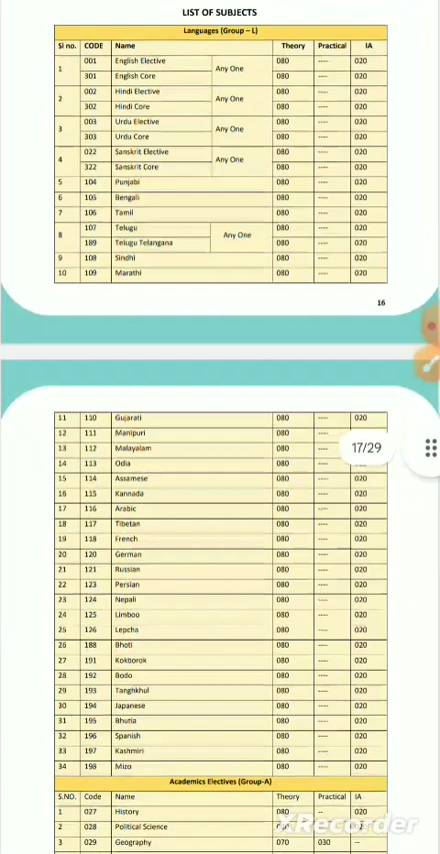 LIST OF SUBJECTS
Languages (Group – L)
Sl no. CODE Name Theory Practical IA
1 001 English Elective Any One 080 ---- 020
301 English Core 080 ---- 020
2 002 Hindi Elective Any One 080 ---- 020
302 Hindi Core 080 ---- 020
3 003 Urdu Elective Any One 080 ---- 020
303 Urdu Core 080 ---- 020
4 022 Sanskrit Elective Any One 080 ---- 020
322 Sanskrit Core 080 ---- 020
5 104 Punjabi 080 ---- 020
6 105 Bengali 080 ---- 020
7 106 Tamil 080 ---- 020
8 107 Telugu Any One 080 ---- 020
189 Telugu Telangana 080 ---- 020
9 108 Sindhi 080 ---- 020
10 109 Marathi 080 ---- 020
16
11 110 Gujarati 080 ---- 020
12 111 Manipuri 080 ----
13 112 Malayalam 080 ----
17/29
14 113 Odia 080 ----
15 114 Assamese 080 ---- 020
16 115 Kannada 080 ---- 020
17 116 Arabic 080 ---- 020
18 117 Tibetan 080 ---- 020
19 118 French 080 ---- 020
20 120 German 080 ---- 020
21 121 Russian 080 ---- 020
22 123 Persian 080 ---- 020
23 124 Nepali 080 ---- 020
24 125 Limboo 080 ---- 020
25 126 Lepcha 080 ---- 020
26 188 Bhoti 080 ---- 020
27 191 Kokborok 080 ---- 020
28 192 Bodo 080 ---- 020
29 193 Tanghkhul 080 ---- 020
30 194 Japanese 080 ---- 020
31 195 Bhutia 080 ---- 020
32 196 Spanish 080 ---- 020
33 197 Kashmiri 080 ---- 020
34 198 Mizo 080 ---- 020
Academics Electives (Group-A)
S.NO. Code Name Theory Practical IA
1 027 History 080 -- 020
2 028 Political Science
XRecorder
3 029 Geography 070 030 --